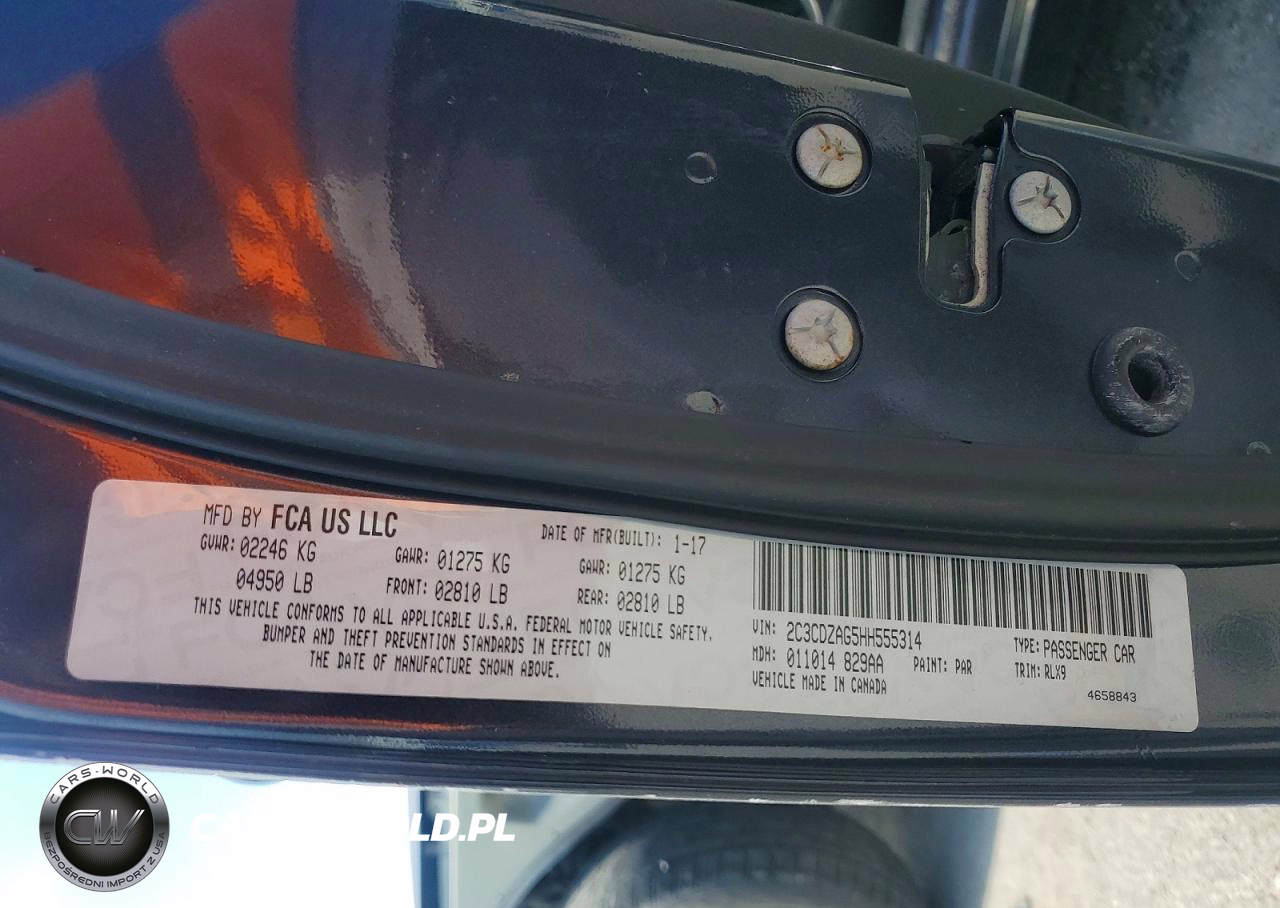 MFD BY FCA US LLC
DATE OF MFR(BUILT): 1-17
GVWR: 02246 KG
GAWR: 01275 KG
GAWR: 01275 KG
04950 LB
FRONT: 02810 LB
REAR: 02810 LB
THIS VEHICLE CONFORMS TO ALL APPLICABLE U.S.A. FEDERAL MOTOR VEHICLE SAFETY,
BUMPER AND THEFT PREVENTION STANDARDS IN EFFECT ON
THE DATE OF MANUFACTURE SHOWN ABOVE.
VIN: 2C3CDZAG5HH555314
TYPE: PASSENGER CAR
MDH: 011014 829AA
PAINT: PAR
TRIM: RLX9
VEHICLE MADE IN CANADA
4658843
CARS-WORLD
CW
BEZPOŚREDNI IMPORT Z USA